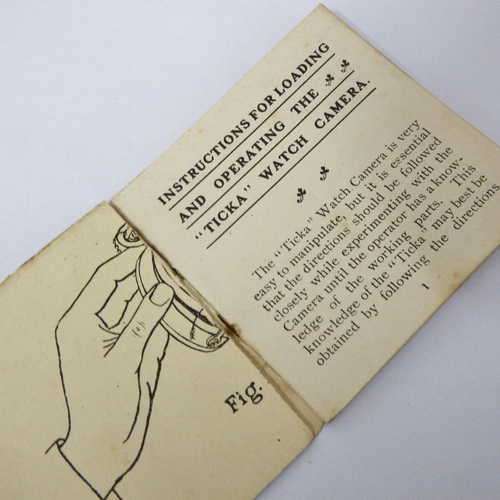 INSTRUCTIONS FOR LOADING
AND OPERATING THE
"TICKA" WATCH CAMERA.
The "Ticka" Watch Camera is very
easy to manipulate, but it is essential
that the directions should be followed
closely while experimenting with the
Camera until the operator has a know-
ledge of the working parts. This
knowledge of the "Ticka" may best be
obtained by following the directions
1
Fig.